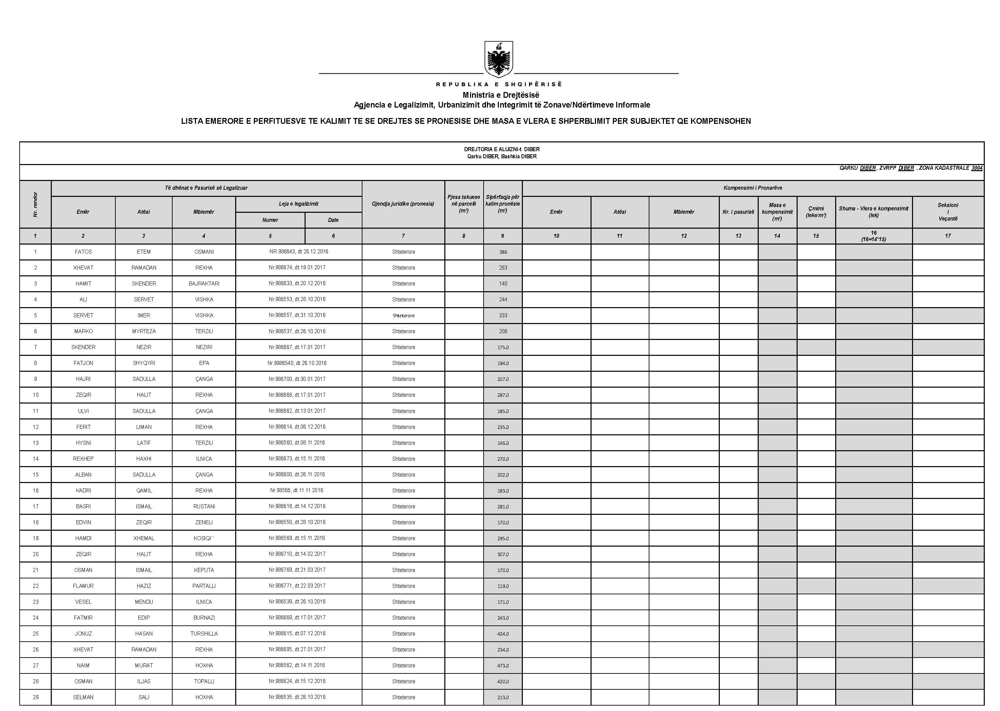 REPUBLIKA E SHQIPËRISË
Ministria e Drejtësisë
Agjencia e Legalizimit, Urbanizimit dhe Integrimit të Zonave/Ndërtimeve Informale
LISTA EMERORE E PERFITUESVE TE KALIMIT TE SE DREJTES SE PRONESISE DHE MASA E VLERA E SHPERBLIMIT PER SUBJEKTET QE KOMPENSOHEN
DREJTORIA E ALUIZNI-t DIBER
Qarku DIBER, Bashkia DIBER
QARKU DIBER, ZVRPP DIBER , ZONA KADASTRALE 3004
Nr. rendor
Të dhënat e Pasurisë së Legalizuar
Emër
Atësi
Mbiemër
Leja e legalizimit
Numer
Date
Gjendja juridike (pronesia)
Pjesa takuese
në parcelë
(m²)
Sipërfaqja për
kalim pronësie
(m²)
Kompensimi i Pronarëve
Emër
Atësi
Mbiemër
Nr. i pasurisë
Masa e
kompensimit
(m²)
Çmimi
(leke/m²)
Shuma - Vlera e kompensimit
(lek)
Seksioni
i
Veçantë
1 2 3 4 5 6 7 8 9 10 11 12 13 14 15 16 17
(16=14*15)
1 FATOS ETEM OSMANI NR.986643, dt 26.12.2016 Shteterore 386
2 XHEVAT RAMADAN REXHA Nr.986674, dt.19.01.2017 Shteterore 263
3 HAMIT SKENDER BAJRAKTARI Nr.986633, dt.20.12.2016 Shteterore 140
4 ALI SERVET VISHKA Nr.986553, dt.28.10.2016 Shteterore 244
5 SERVET IMER VISHKA Nr.986557, dt.31.10.2016 Shteterore 333
6 MARKO MYRTEZA TERZIU Nr.986537, dt.26.10.2016 Shteterore 208
7 SKENDER NEZIR NEZIRI Nr.986667, dt.17.01.2017 Shteterore 175.0
8 FATJON SHYQYRI EPA Nr.9986540, dt.26.10.2016 Shteterore 194.0
9 HAJRI SADULLA ÇANGA Nr.986700, dt.30.01.2017 Shteterore 207.0
10 ZEQIR HALIT REXHA Nr.986668, dt.17.01.2017 Shteterore 287.0
11 ULVI SADULLA ÇANGA Nr.986662, dt.13.01.2017 Shteterore 185.0
12 FERIT LIMAN REXHA Nr.986614, dt.06.12.2016 Shteterore 235.0
13 HYSNI LATIF TERZIU Nr.986560, dt.08.11.2016 Shteterore 146.0
14 REXHEP HAXHI ILNICA Nr.986673, dt.15.11.2016 Shteterore 270.0
15 ALBAN SADULLA ÇANGA Nr.986600, dt.26.11.2016 Shteterore 202.0
16 KADRI QAMIL REXHA Nr.98566, dt.11.11.2016 Shteterore 183.0
17 BASRI ISMAIL RUSTANI Nr.986618, dt.14.12.2016 Shteterore 281.0
18 EDVIN ZEQIR ZENELI Nr.986550, dt.28.10.2016 Shteterore 170.0
19 HAMDI XHEMAL KOSIQI`` Nr.986569, dt.15.11.2016 Shteterore 295.0
20 ZEQIR HALIT REXHA Nr.986710, dt.14.02.2017 Shteterore 307.0
21 OSMAN ISMAIL KEPUTA Nr.986769, dt.21.03.2017 Shteterore 170.0
22 FLAMUR HAZIZ PARTALLI Nr.986771, dt.22.03.2017 Shteterore 119.0
23 VESEL MENDU ILNICA Nr.986539, dt.26.10.2016 Shteterore 171.0
24 FATMIR EDIP BURNAZI Nr.986669, dt.17.01.2017 Shteterore 243.0
25 JONUZ HASAN TURSHILLA Nr.986615, dt.07.12.2016 Shteterore 424.0
26 XHEVAT RAMADAN REXHA Nr.986695, dt.27.01.2017 Shteterore 234.0
27 NAIM MURAT HOXHA Nr.986562, dt.14.11.2016 Shteterore 473.0
28 OSMAN ILJAS TOPALLI Nr.986624, dt.15.12.2016 Shteterore 420.0
29 SELMAN SALI HOXHA Nr.986535, dt.26.10.2016 Shteterore 213.0